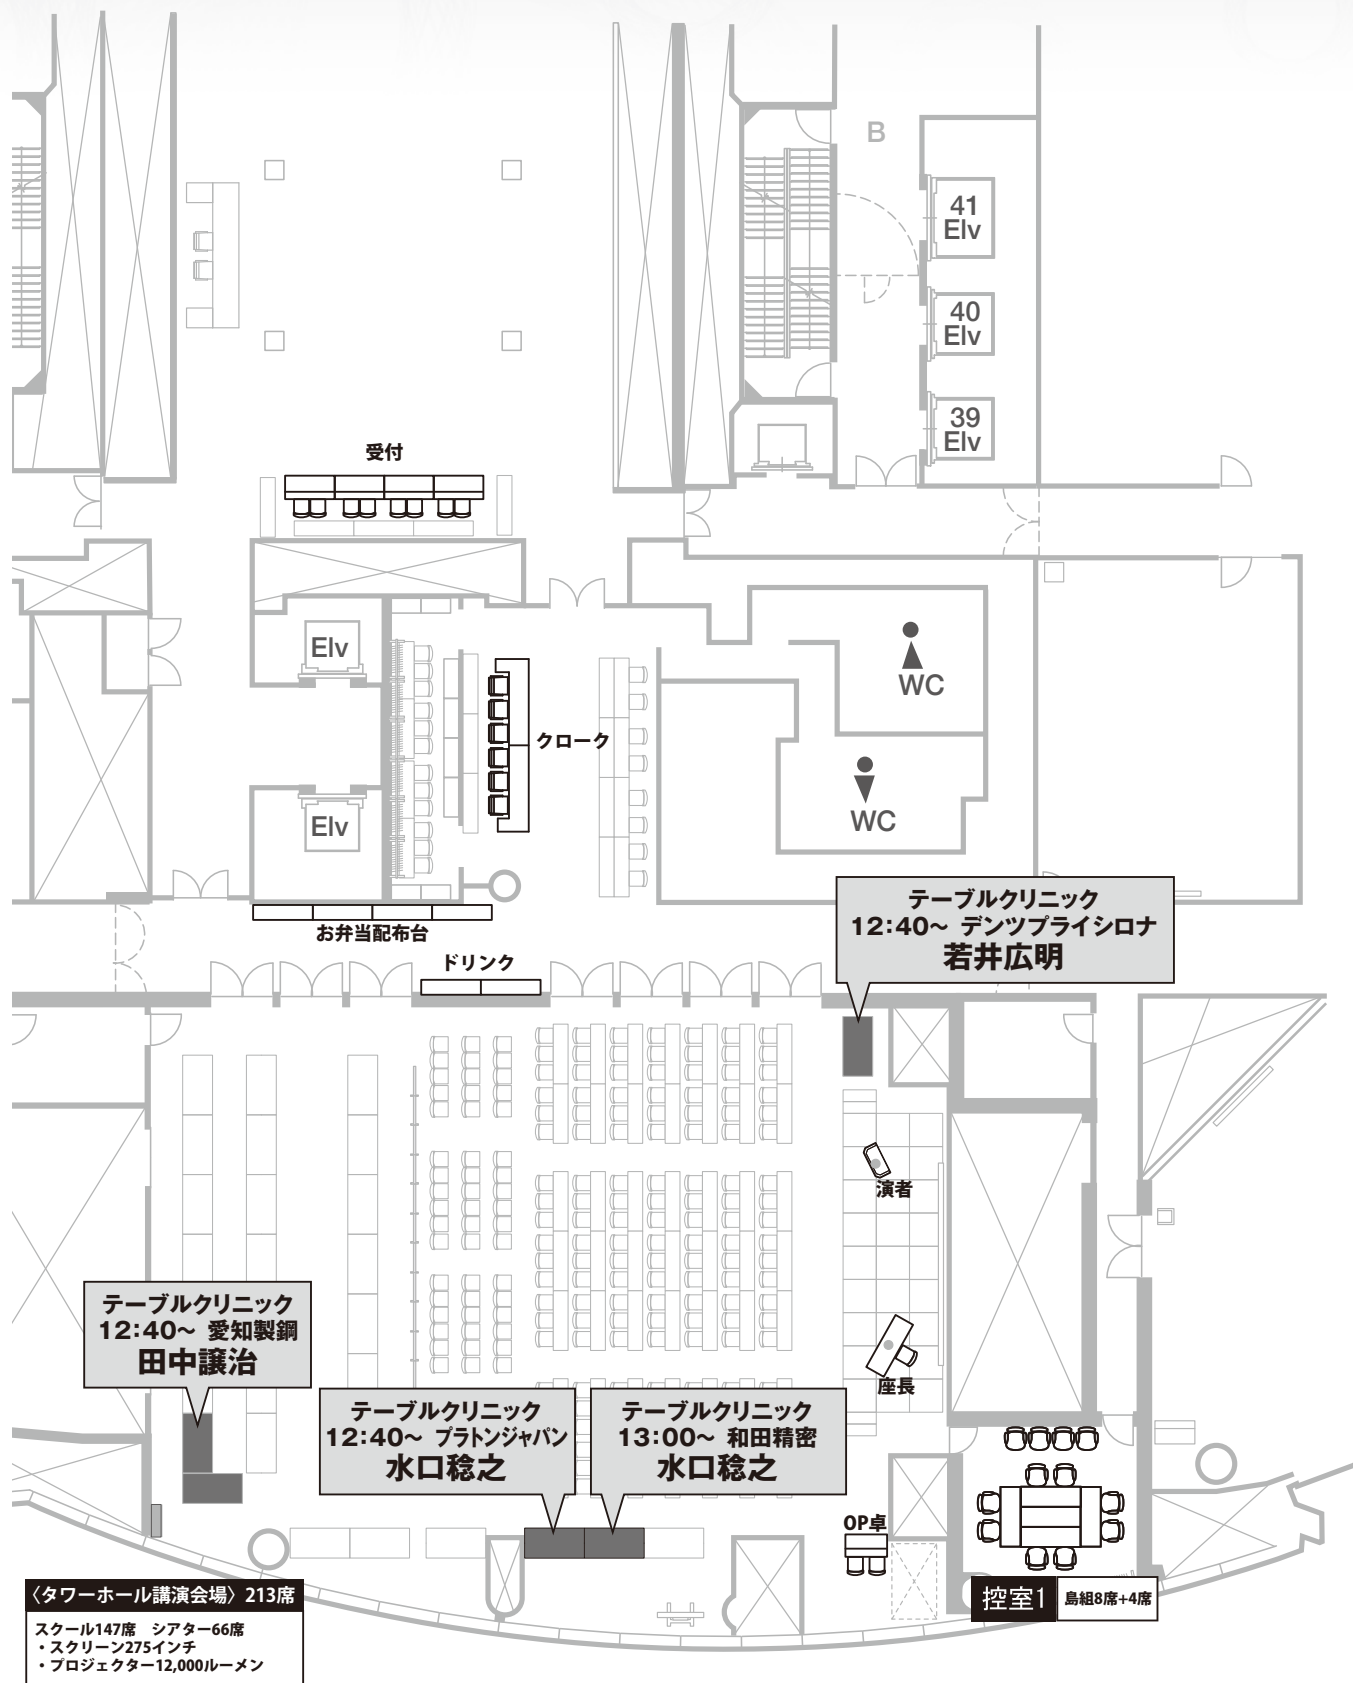 B
41
Elv
40
Elv
39
Elv
受付
Elv
WC
クローク
WC
Elv
お弁当配布台
ドリンク
テーブルクリニック
12:40〜 デンツプライシロナ
若井広明
演者
座長
テーブルクリニック
12:40〜 愛知製鋼
田中譲治
テーブルクリニック
12:40〜 プラトンジャパン
水口稔之
テーブルクリニック
13:00〜 和田精密
水口稔之
OP卓
控室1
島組8席+4席
〈タワーホール講演会場〉213席
スクール147席 シアター66席
・スクリーン275インチ
・プロジェクター12,000ルーメン